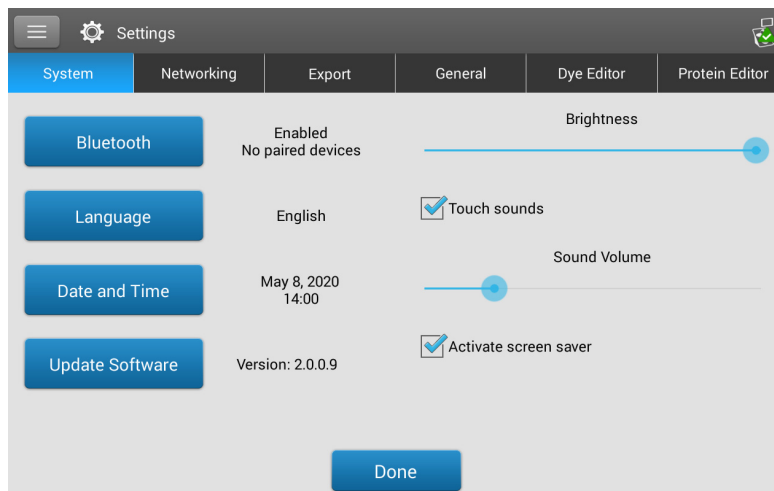 Settings
System
Networking
Export
General
Dye Editor
Protein Editor
Bluetooth
Enabled
No paired devices
Brightness
Language
English
Touch sounds
Date and Time
May 8, 2020
14:00
Sound Volume
Update Software
Version: 2.0.0.9
Activate screen saver
Done